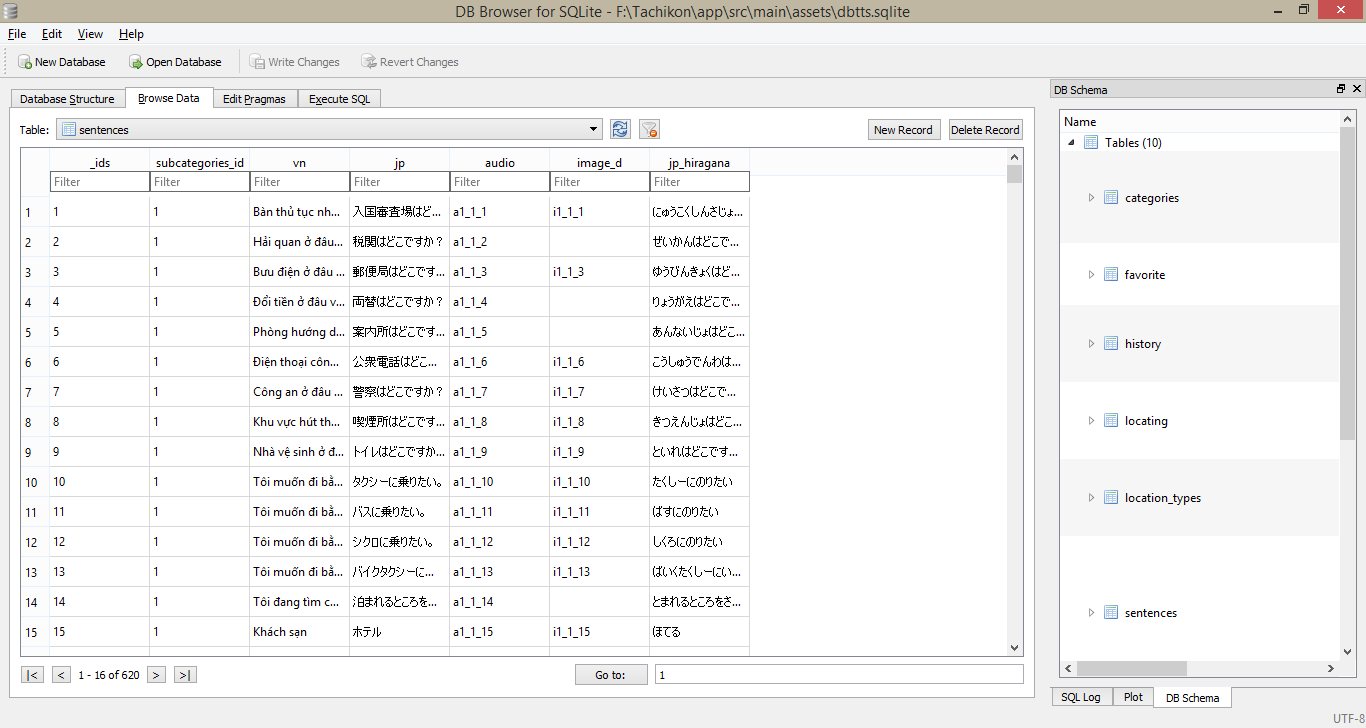 DB Browser for SQLite - F:\Tachikon\app\src\main\assets\dbtts.sqlite
File Edit View Help
New Database Open Database Write Changes Revert Changes
Database Structure Browse Data Edit Pragmas Execute SQL
Table: sentences New Record Delete Record
_ids subcategories_id vn jp audio image_d jp_hiragana
Filter Filter Filter Filter Filter Filter Filter
1 1 1 Bàn thủ tục nh... 入国審査場はど... a1_1_1 i1_1_1 にゅうこくしんさじょ...
2 2 1 Hải quan ở đâu... 税関はどこですか？ a1_1_2 ぜいかんはどこで...
3 3 1 Bưu điện ở đâu ... 郵便局はどこです... a1_1_3 i1_1_3 ゆうびんきょくはど...
4 4 1 Đổi tiền ở đâu v... 両替はどこですか？ a1_1_4 りょうがえはどこで...
5 5 1 Phòng hướng d... 案内所はどこです... a1_1_5 あんないじょはどこ...
6 6 1 Điện thoại côn... 公衆電話はどこ... a1_1_6 i1_1_6 こうしゅうでんわは...
7 7 1 Công an ở đâu ... 警察はどこですか？ a1_1_7 i1_1_7 けいさつはどこで...
8 8 1 Khu vực hút th... 喫煙所はどこです... a1_1_8 i1_1_8 きつえんじょはどこ...
9 9 1 Nhà vệ sinh ở đ... トイレはどこですか... a1_1_9 i1_1_9 といれはどこです...
10 10 1 Tôi muốn đi bằ... タクシーに乗りたい。 a1_1_10 i1_1_10 たくしーにのりたい
11 11 1 Tôi muốn đi bằ... バスに乗りたい。 a1_1_11 i1_1_11 ばすにのりたい
12 12 1 Tôi muốn đi bằ... シクロに乗りたい。 a1_1_12 i1_1_12 しくろにのりたい
13 13 1 Tôi muốn đi bằ... バイクタクシーに... a1_1_13 i1_1_13 ばいくたくしーにい...
14 14 1 Tôi đang tìm c... 泊まれるところを... a1_1_14 とまれるところをさ...
15 15 1 Khách sạn ホテル a1_1_15 i1_1_15 ほてる
|< < 1 - 16 of 620 > >| Go to: 1
DB Schema
Name
Tables (10)
categories
favorite
history
locating
location_types
sentences
SQL Log Plot DB Schema
UTF-8